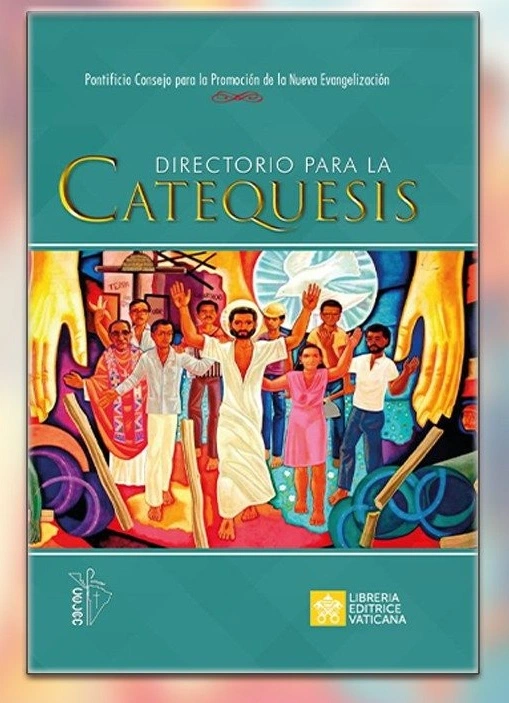 Pontificio Consejo para la Promoción de la Nueva Evangelización
DIRECTORIO PARA LA
CATEQUESIS
LIBRERIA
EDITRICE
VATICANA